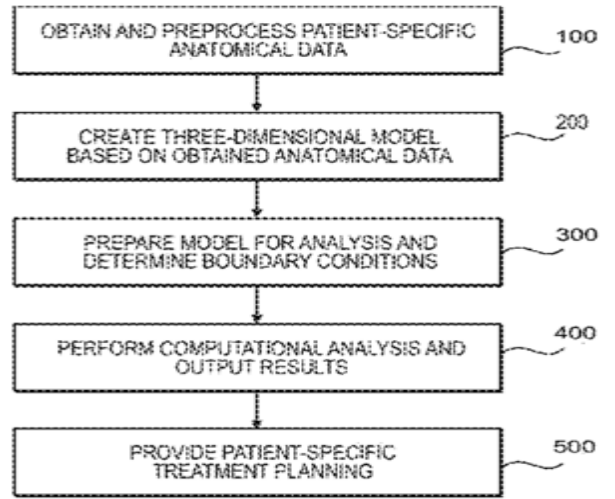 OBTAIN AND PREPROCESS PATIENT-SPECIFIC
ANATOMICAL DATA
100
CREATE THREE-DIMENSIONAL MODEL
BASED ON OBTAINED ANATOMICAL DATA
200
PREPARE MODEL FOR ANALYSIS AND
DETERMINE BOUNDARY CONDITIONS
300
PERFORM COMPUTATIONAL ANALYSIS AND
OUTPUT RESULTS
400
PROVIDE PATIENT-SPECIFIC
TREATMENT PLANNING
500